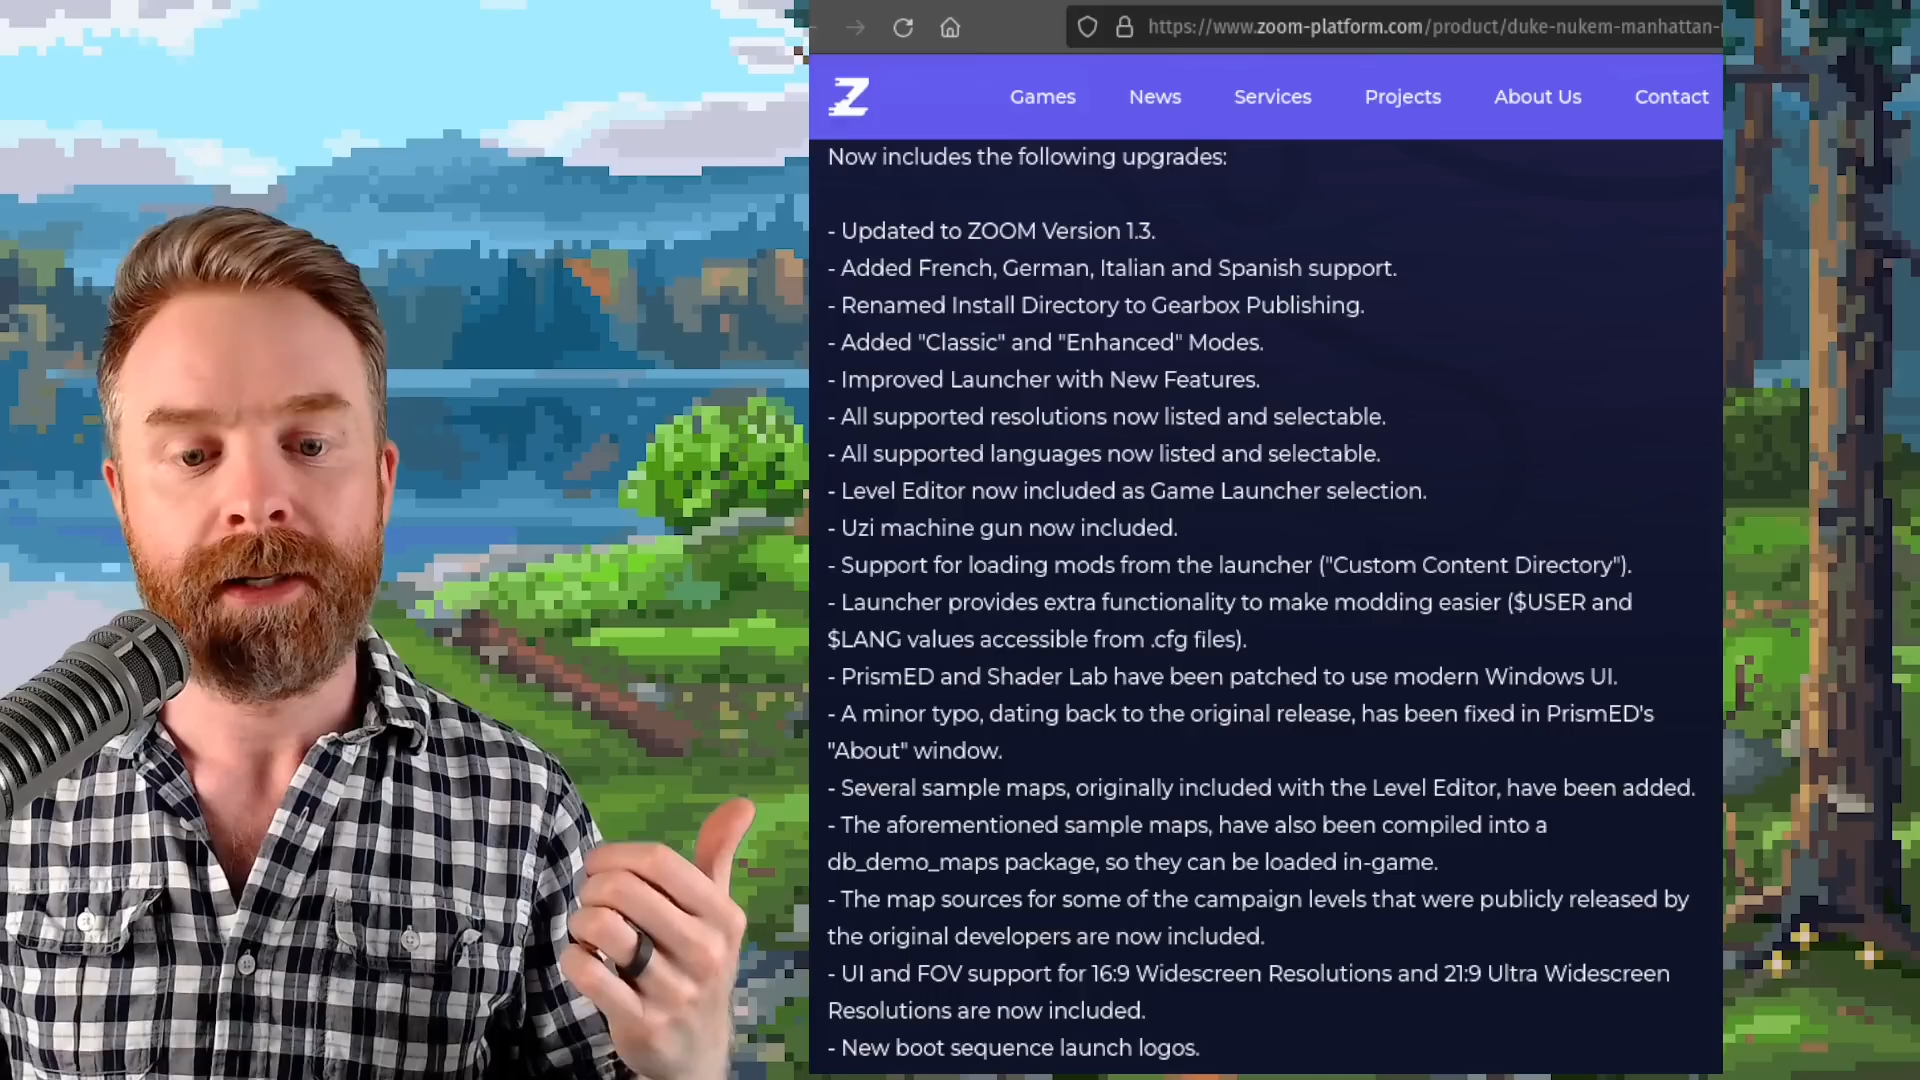 https://www.zoom-platform.com/product/duke-nukem-manhattan-
Z
Games News Services Projects About Us Contact
Now includes the following upgrades:
- Updated to ZOOM Version 1.3.
- Added French, German, Italian and Spanish support.
- Renamed Install Directory to Gearbox Publishing.
- Added "Classic" and "Enhanced" Modes.
- Improved Launcher with New Features.
- All supported resolutions now listed and selectable.
- All supported languages now listed and selectable.
- Level Editor now included as Game Launcher selection.
- Uzi machine gun now included.
- Support for loading mods from the launcher ("Custom Content Directory").
- Launcher provides extra functionality to make modding easier ($USER and
$LANG values accessible from .cfg files).
- PrismED and Shader Lab have been patched to use modern Windows UI.
- A minor typo, dating back to the original release, has been fixed in PrismED's
"About" window.
- Several sample maps, originally included with the Level Editor, have been added.
- The aforementioned sample maps, have also been compiled into a
db_demo_maps package, so they can be loaded in-game.
- The map sources for some of the campaign levels that were publicly released by
the original developers are now included.
- UI and FOV support for 16:9 Widescreen Resolutions and 21:9 Ultra Widescreen
Resolutions are now included.
- New boot sequence launch logos.